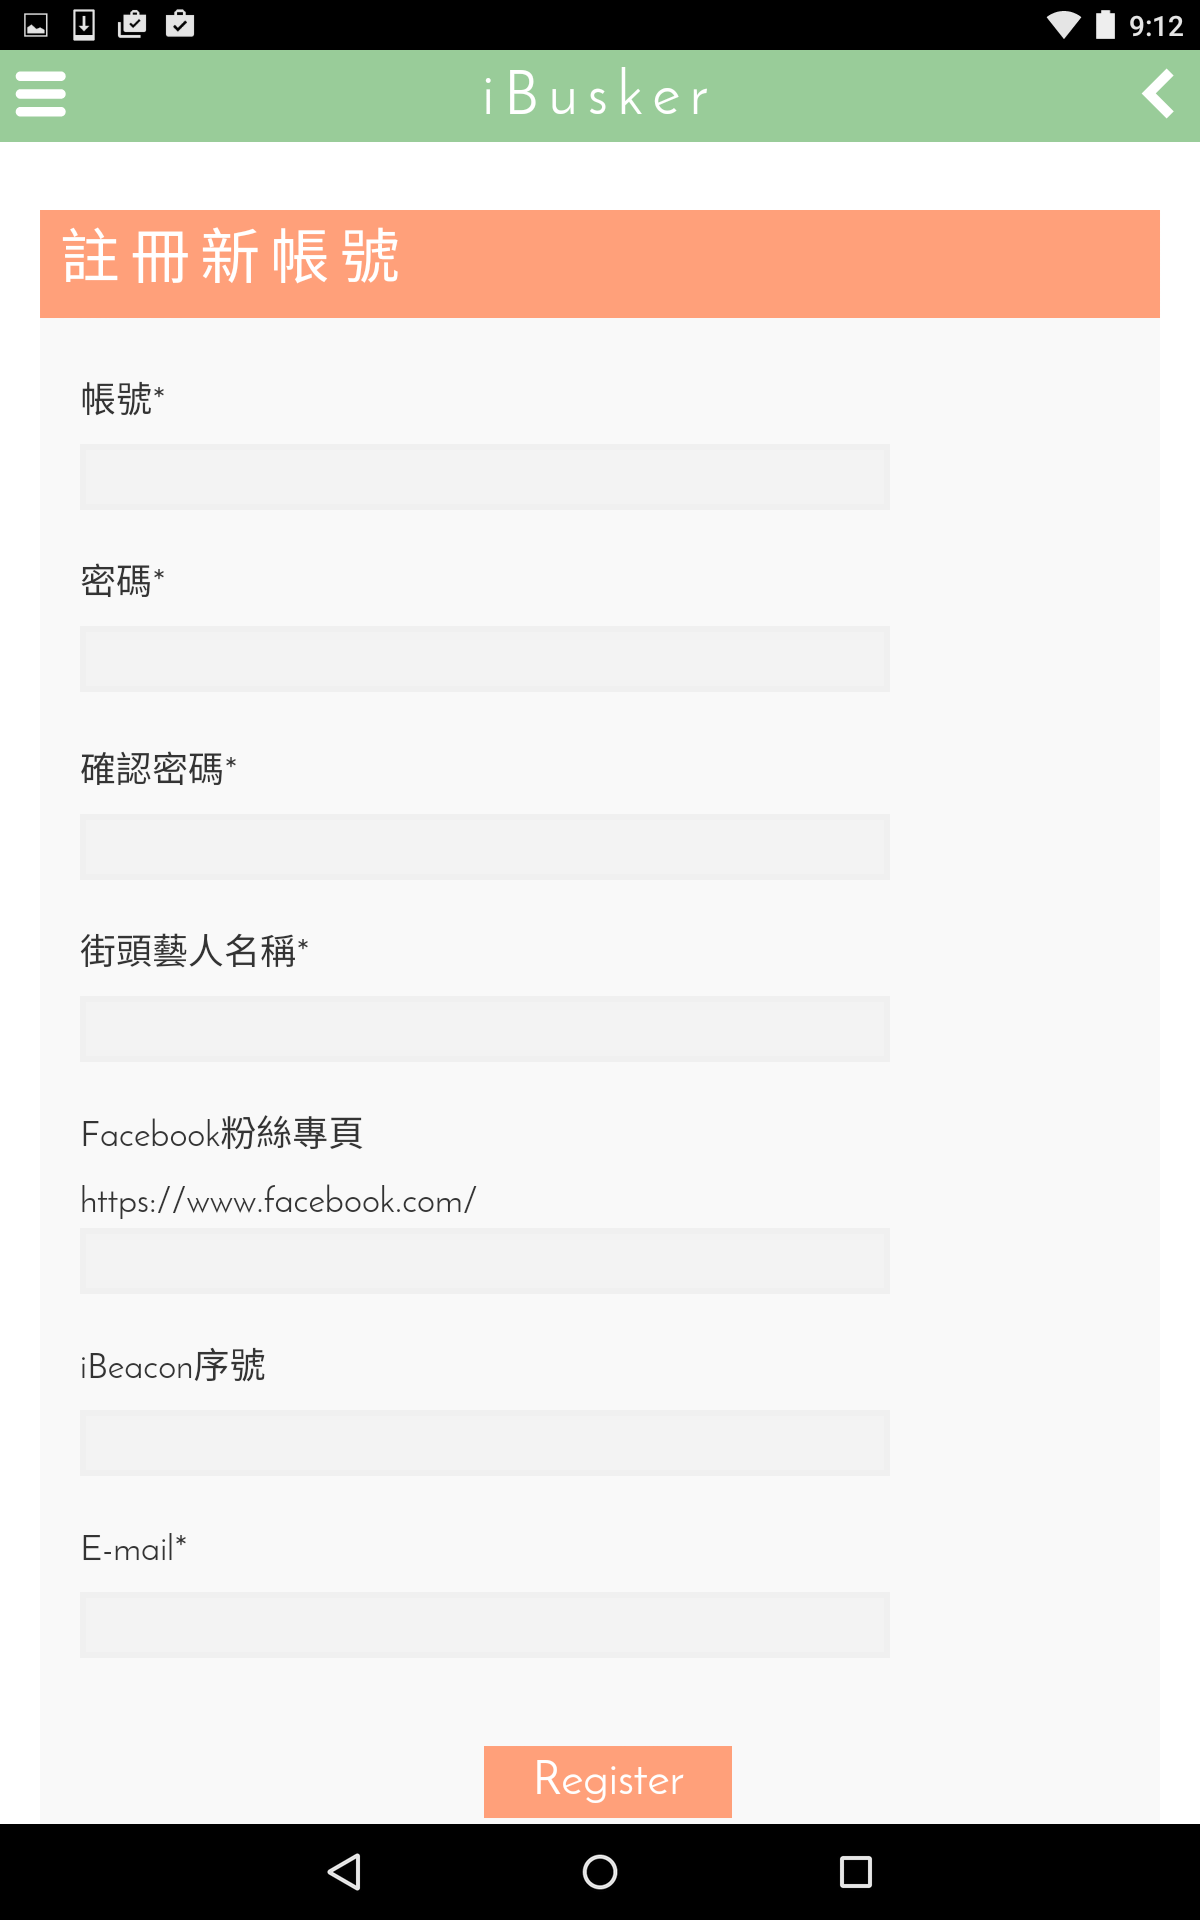 9:12
iBusker
註冊新帳號
帳號*
密碼*
確認密碼*
街頭藝人名稱*
Facebook粉絲專頁
https://www.facebook.com/
iBeacon序號
E-mail*
Register